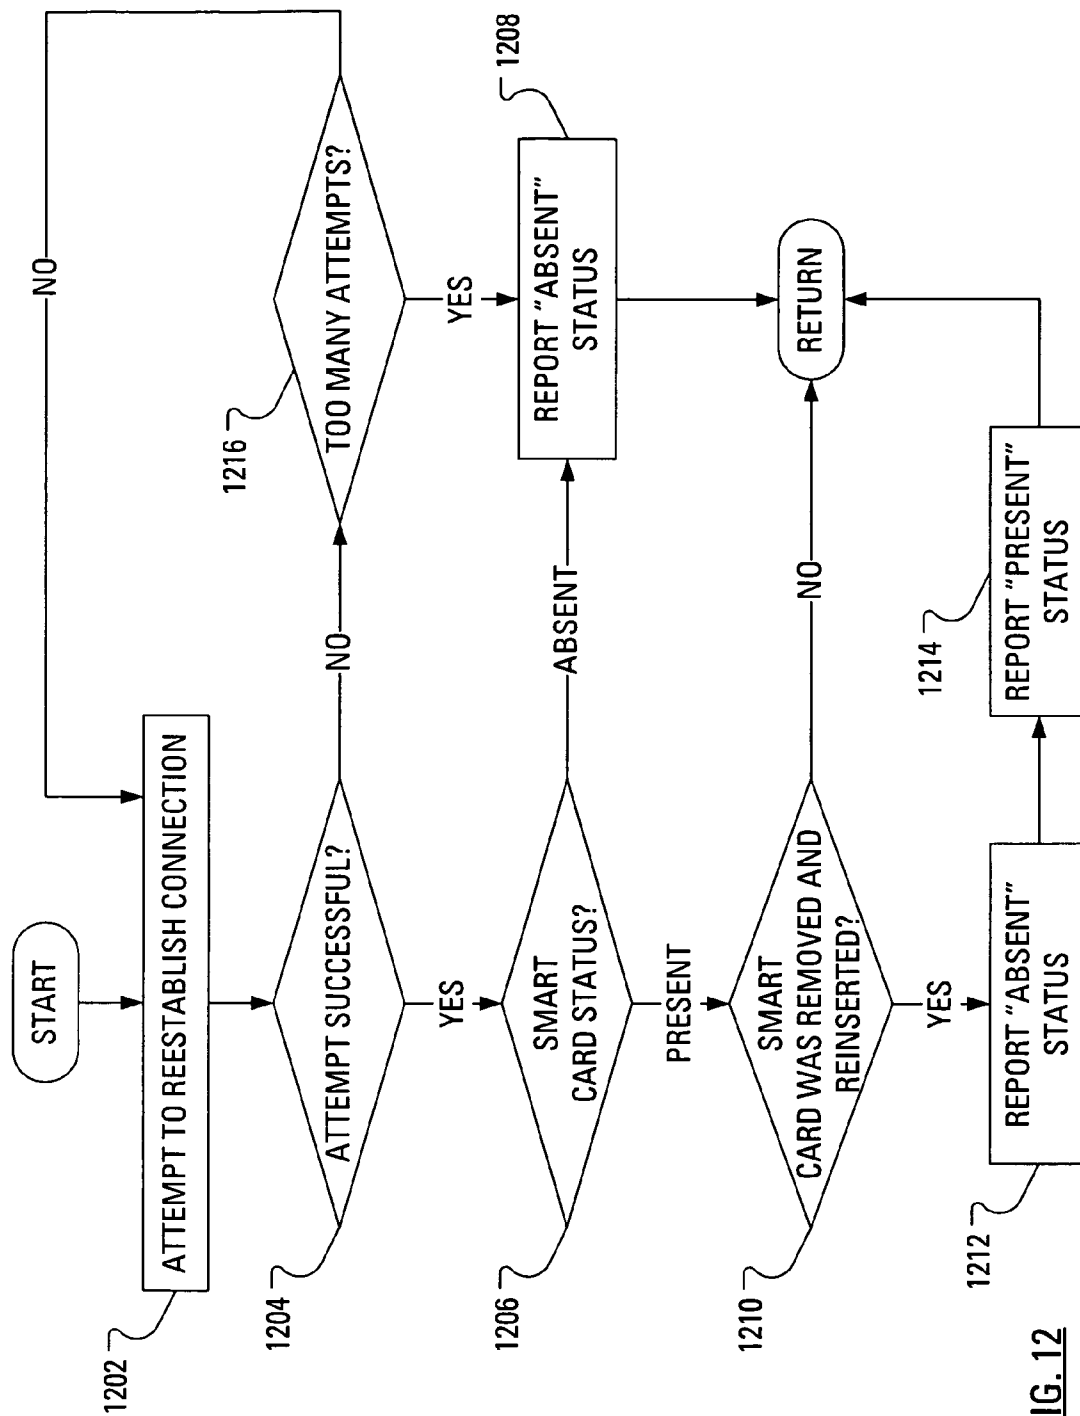 START
ATTEMPT TO REESTABLISH CONNECTION
1202
NO
ATTEMPT SUCCESSFUL?
1204
NO
TOO MANY ATTEMPTS?
1216
YES
YES
SMART
CARD STATUS?
1206
ABSENT
REPORT "ABSENT"
STATUS
1208
PRESENT
SMART
CARD WAS REMOVED AND
REINSERTED?
1210
NO
RETURN
YES
REPORT "ABSENT"
STATUS
1212
REPORT "PRESENT"
STATUS
1214
IG. 12